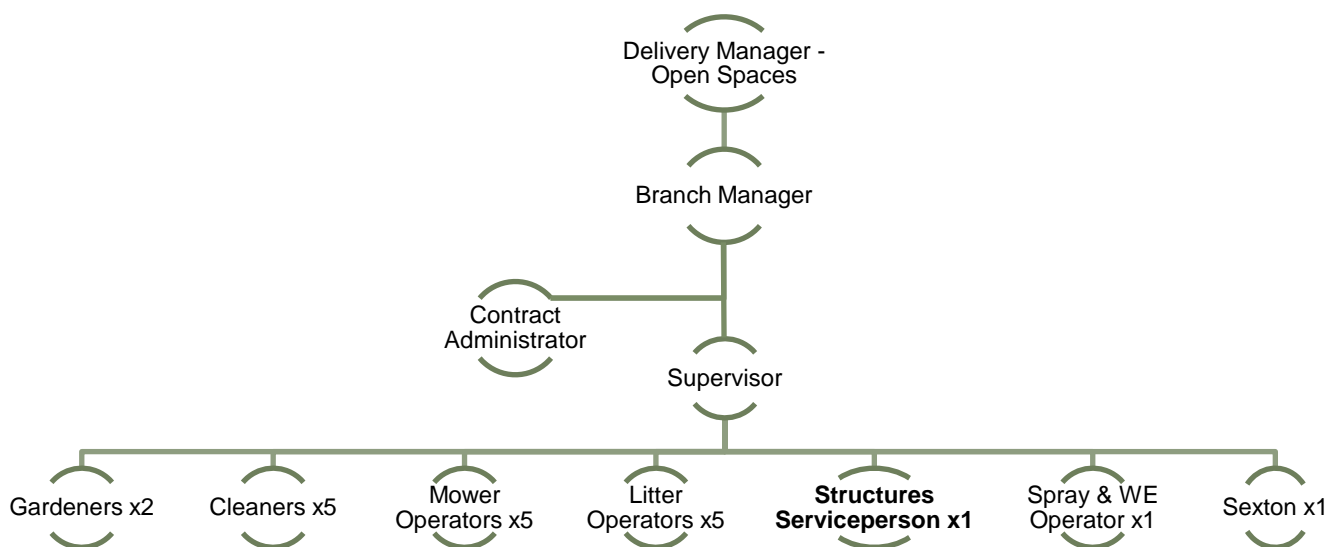 Delivery Manager -
Open Spaces
Branch Manager
Contract
Administrator
Supervisor
Gardeners x2
Cleaners x5
Mower
Operators x5
Litter
Operators x5
Structures
Serviceperson x1
Spray & WE
Operator x1
Sexton x1